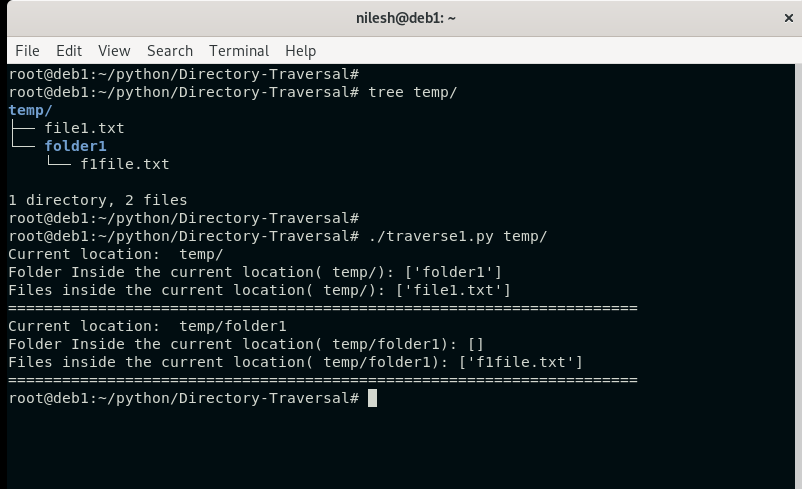 nilesh@deb1: ~
File Edit View Search Terminal Help
root@deb1:~/python/Directory-Traversal#
root@deb1:~/python/Directory-Traversal# tree temp/
temp/
├── file1.txt
└── folder1
    └── f1file.txt

1 directory, 2 files
root@deb1:~/python/Directory-Traversal#
root@deb1:~/python/Directory-Traversal# ./traverse1.py temp/
Current location:  temp/
Folder Inside the current location( temp/): ['folder1']
Files inside the current location( temp/): ['file1.txt']
======================================================================
Current location:  temp/folder1
Folder Inside the current location( temp/folder1): []
Files inside the current location( temp/folder1): ['f1file.txt']
======================================================================
root@deb1:~/python/Directory-Traversal#